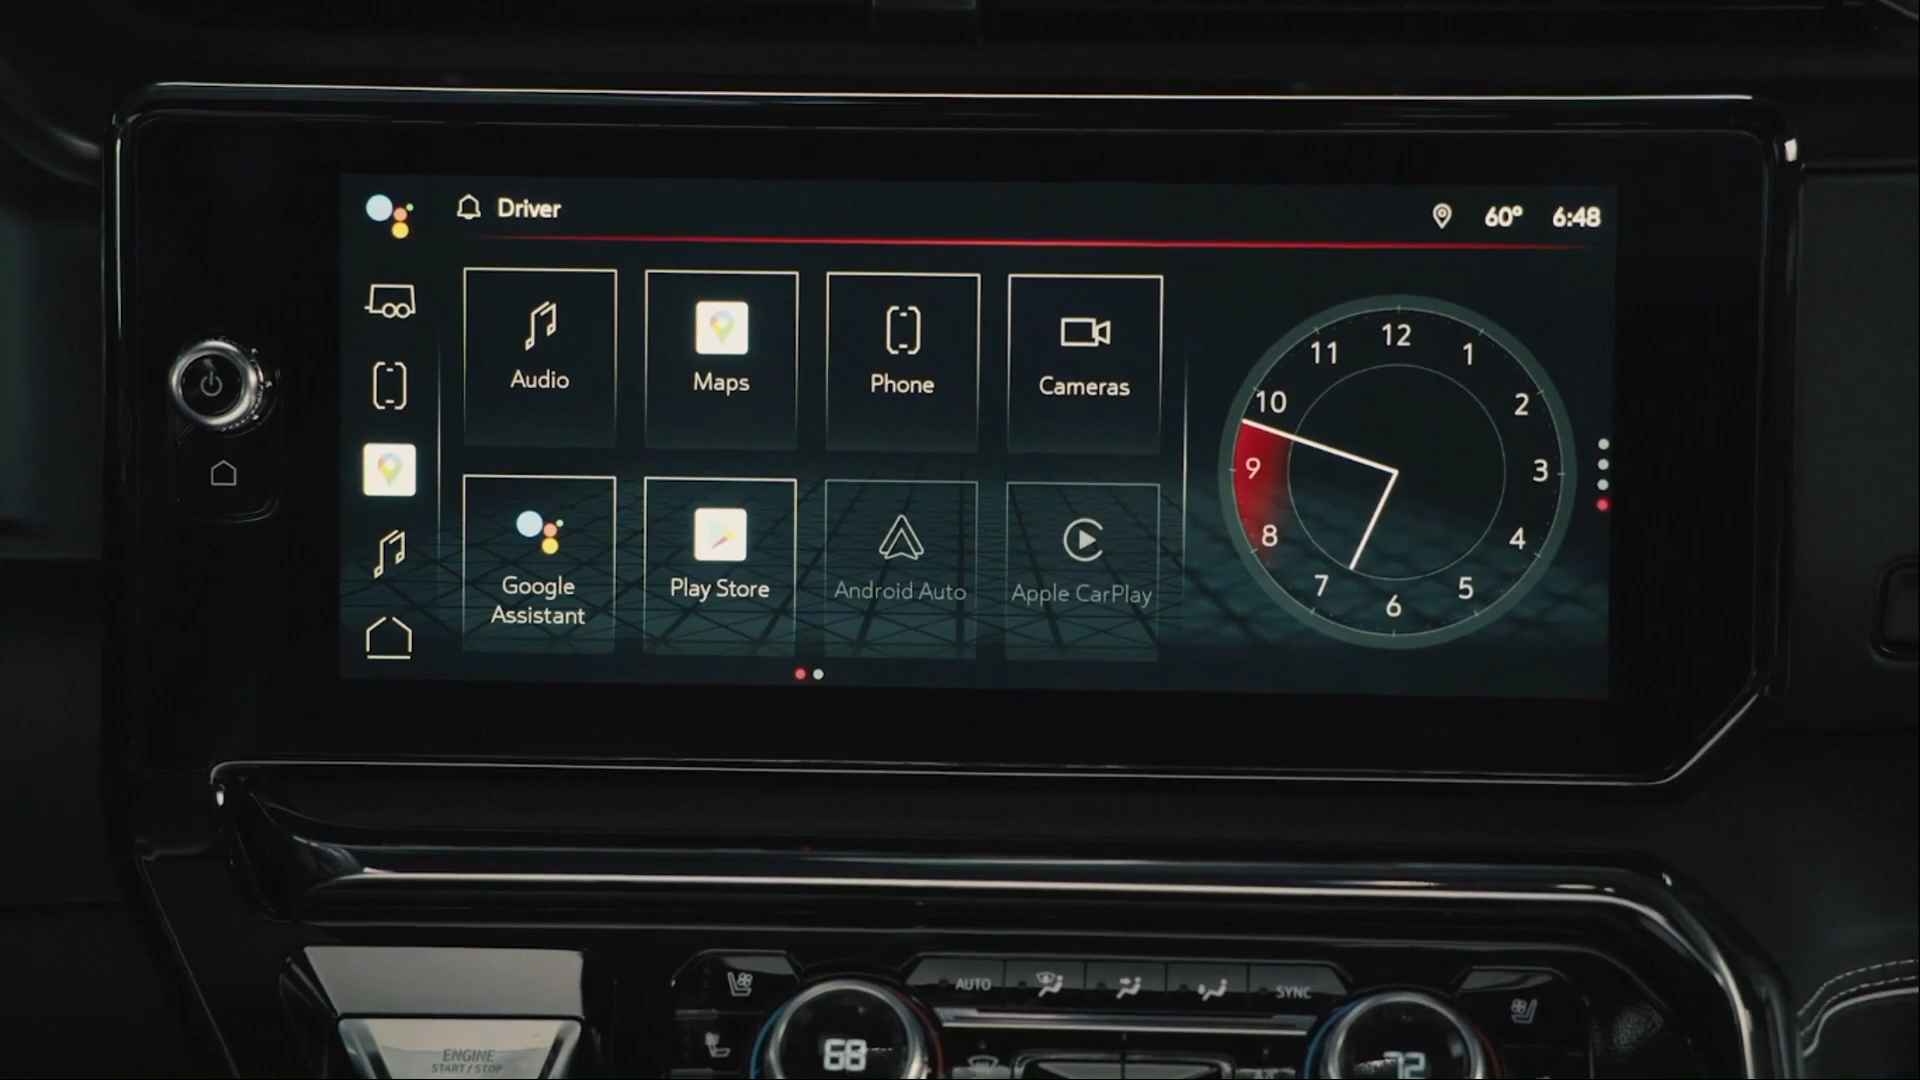 Driver
60° 6:48
Audio
Maps
Phone
Cameras
Google
Assistant
Play Store
Android Auto
Apple CarPlay
12
1
2
3
4
5
6
7
8
9
10
11
AUTO
SYNC
68
72
ENGINE
START / STOP